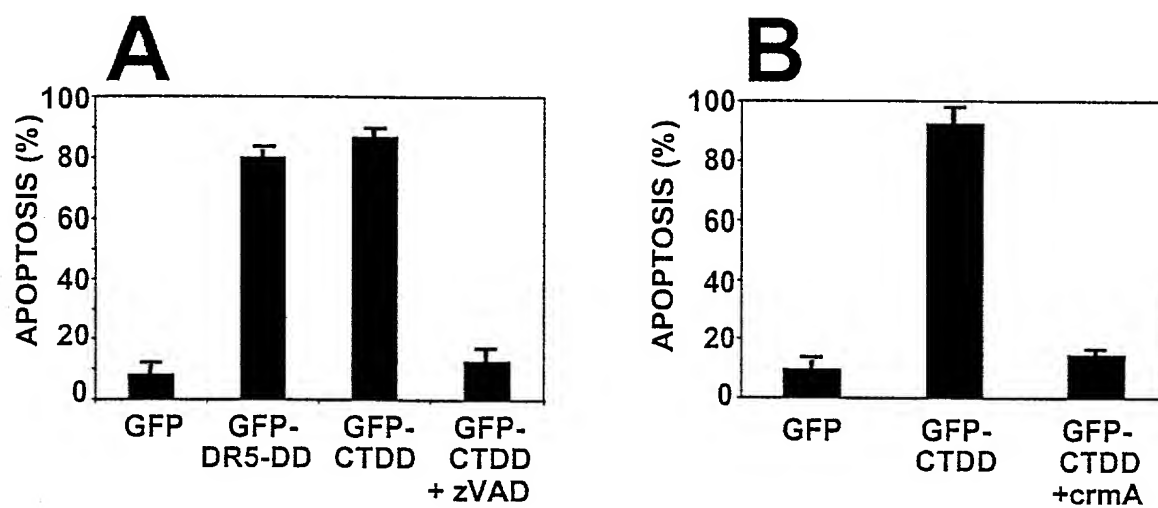 A
APOPTOSIS (%)
100
80
60
40
20
0
GFP
GFP-
DR5-DD
GFP-
CTDD
GFP-
CTDD
+ zVAD
B
APOPTOSIS (%)
100
80
60
40
20
0
GFP
GFP-
CTDD
GFP-
CTDD
+crmA